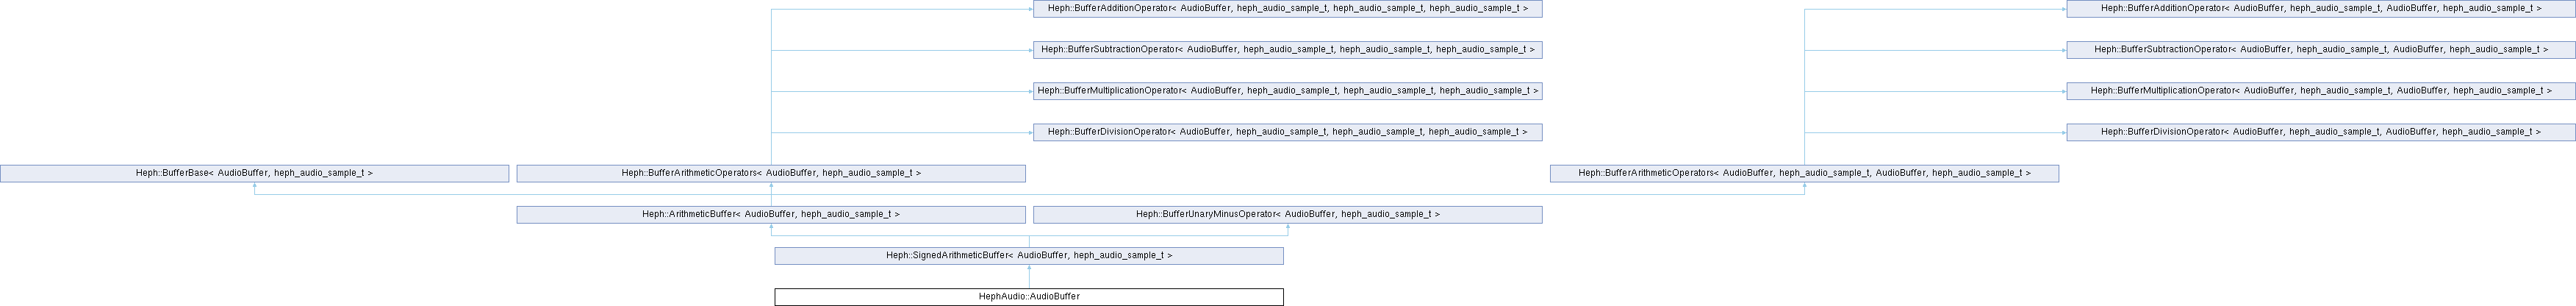 Heph::BufferAdditionOperator< AudioBuffer, heph_audio_sample_t, heph_audio_sample_t, heph_audio_sample_t >
Heph::BufferAdditionOperator< AudioBuffer, heph_audio_sample_t, AudioBuffer, heph_audio_sample_t >
Heph::BufferSubtractionOperator< AudioBuffer, heph_audio_sample_t, heph_audio_sample_t, heph_audio_sample_t >
Heph::BufferSubtractionOperator< AudioBuffer, heph_audio_sample_t, AudioBuffer, heph_audio_sample_t >
Heph::BufferMultiplicationOperator< AudioBuffer, heph_audio_sample_t, heph_audio_sample_t, heph_audio_sample_t >
Heph::BufferMultiplicationOperator< AudioBuffer, heph_audio_sample_t, AudioBuffer, heph_audio_sample_t >
Heph::BufferDivisionOperator< AudioBuffer, heph_audio_sample_t, heph_audio_sample_t, heph_audio_sample_t >
Heph::BufferDivisionOperator< AudioBuffer, heph_audio_sample_t, AudioBuffer, heph_audio_sample_t >
Heph::BufferBase< AudioBuffer, heph_audio_sample_t >
Heph::BufferArithmeticOperators< AudioBuffer, heph_audio_sample_t >
Heph::BufferArithmeticOperators< AudioBuffer, heph_audio_sample_t, AudioBuffer, heph_audio_sample_t >
Heph::ArithmeticBuffer< AudioBuffer, heph_audio_sample_t >
Heph::BufferUnaryMinusOperator< AudioBuffer, heph_audio_sample_t >
Heph::SignedArithmeticBuffer< AudioBuffer, heph_audio_sample_t >
HephAudio::AudioBuffer